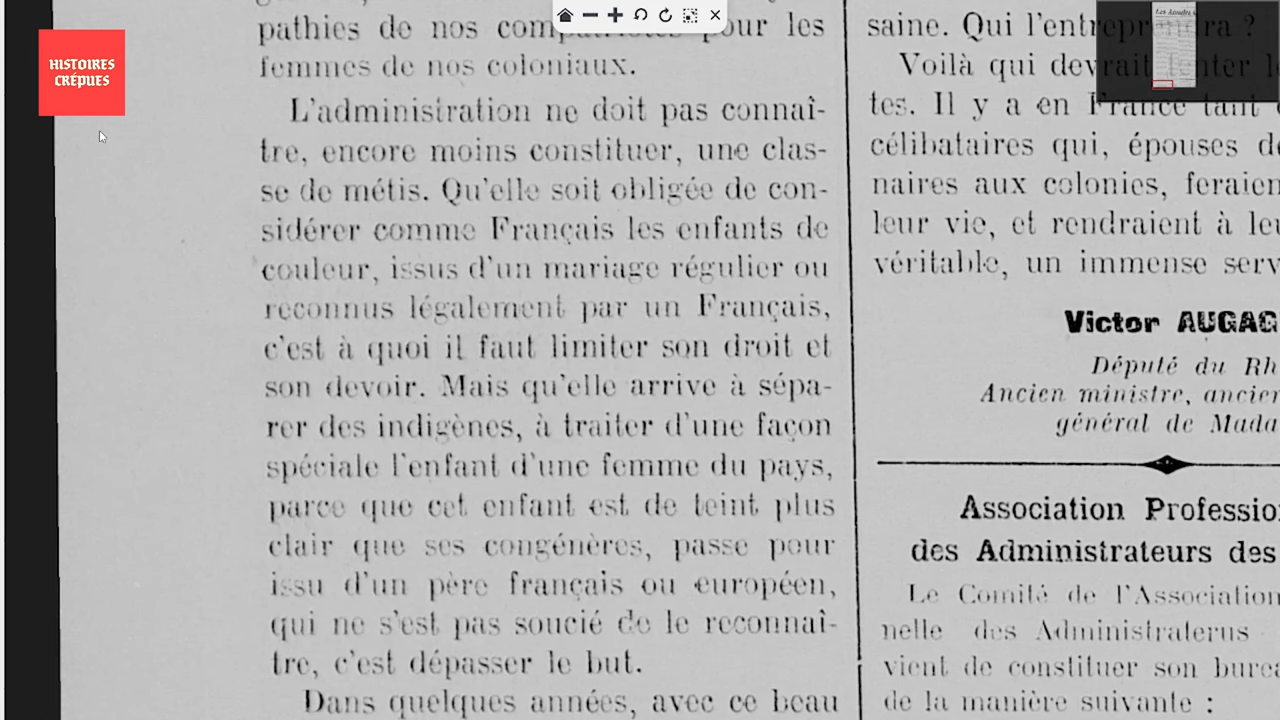 HISTOIRES
CRÉPUES
pathies de nos compatriotes pour les
femmes de nos coloniaux.
L'administration ne doit pas connaî-
tre, encore moins constituer, une clas-
se de métis. Qu'elle soit obligée de con-
sidérer comme Français les enfants de
couleur, issus d'un mariage régulier ou
reconnus légalement par un Français,
c'est à quoi il faut limiter son droit et
son devoir. Mais qu'elle arrive à sépa-
rer des indigènes, à traiter d'une façon
spéciale l'enfant d'une femme du pays,
parce que cet enfant est de teint plus
clair que ses congénères, passe pour
issu d'un père français ou européen,
qui ne s'est pas soucié de le reconnaî-
tre, c'est dépasser le but.
Dans quelques années, avec ce beau
saine. Qui l'entreprendra ?
Voilà qui devrait tenter
tes. Il y a en France tant
célibataires qui, épouses
naires aux colonies, feraien
leur vie, et rendraient à leu
véritable, un immense serv
Victor AUGAG
Député du Rh
Ancien ministre, ancien
général de Mada
Association Professio
des Administrateurs des
Le Comité de l'Association
nelle des Administraterus
vient de constituer son bure
de la manière suivante :